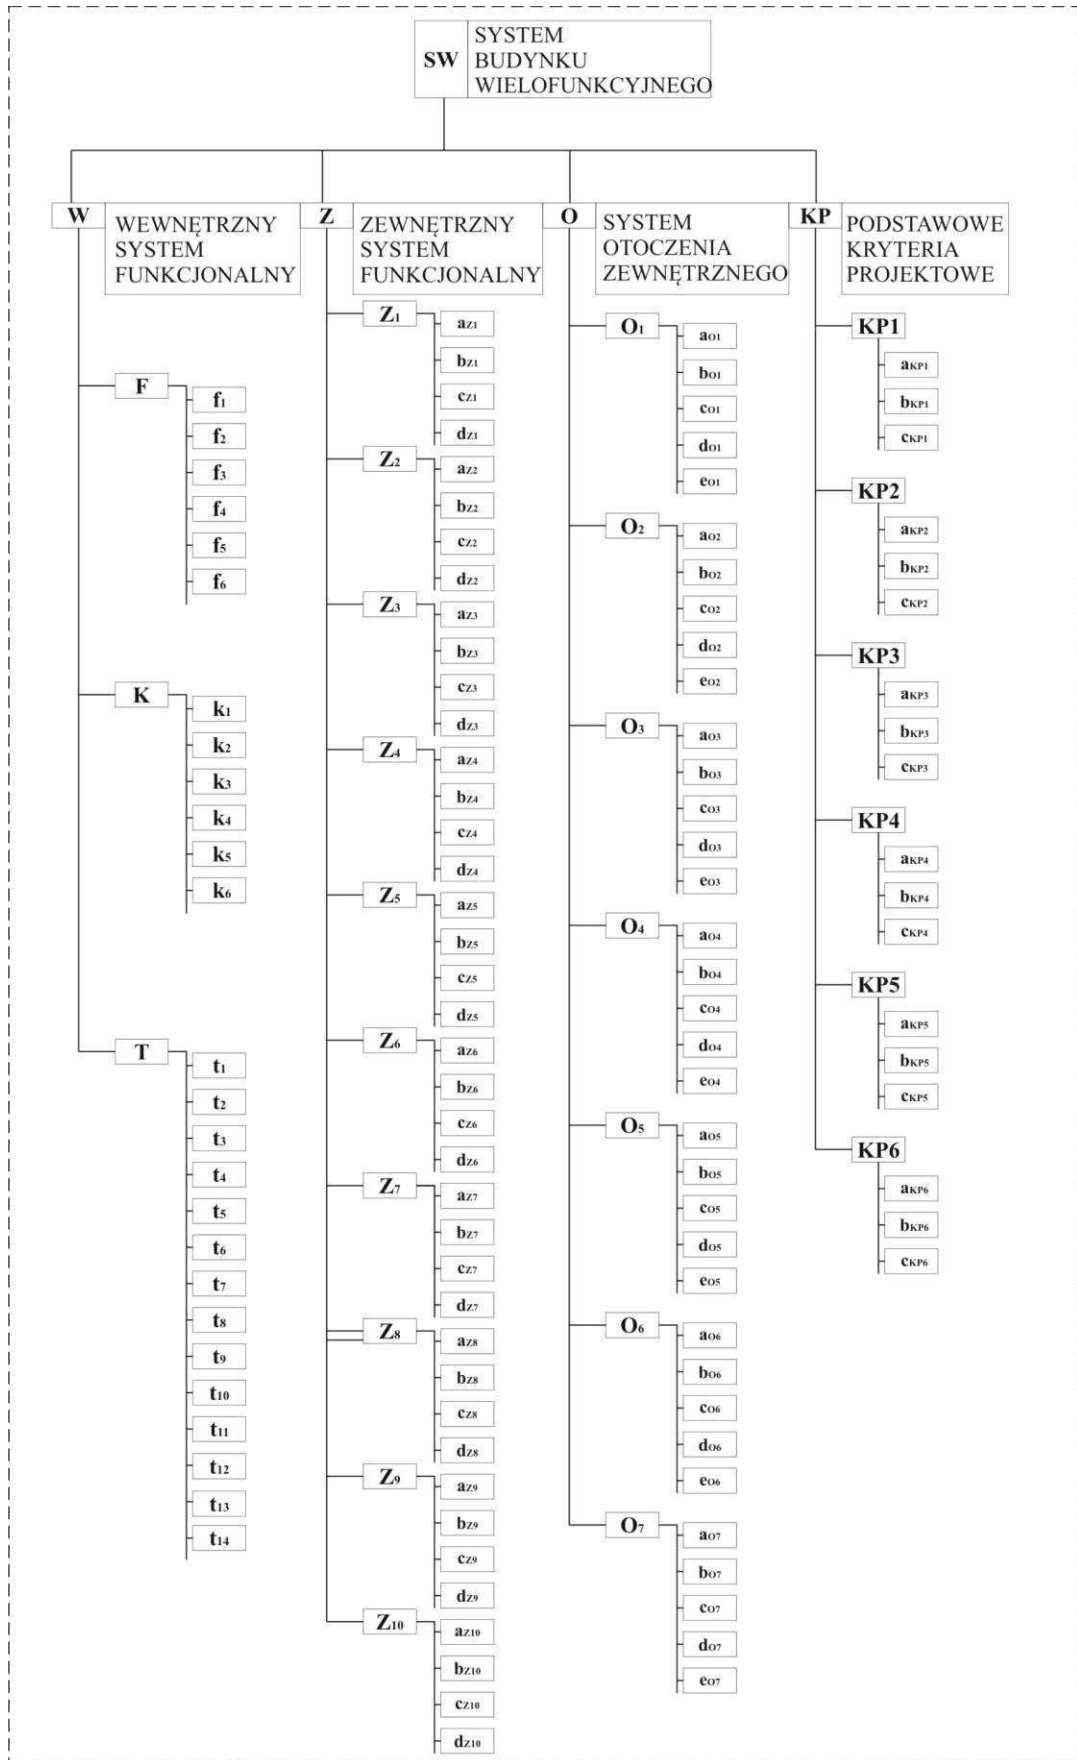 SW
SYSTEM
BUDYNKU
WIELOFUNKCYJNEGO
W
WEWNĘTRZNY
SYSTEM
FUNKCJONALNY
F
f1
f2
f3
f4
f5
f6
K
k1
k2
k3
k4
k5
k6
T
t1
t2
t3
t4
t5
t6
t7
t8
t9
t10
t11
t12
t13
t14
Z
ZEWNĘTRZNY
SYSTEM
FUNKCJONALNY
Z1
aZ1
bZ1
cZ1
dZ1
Z2
aZ2
bZ2
cZ2
dZ2
Z3
aZ3
bZ3
cZ3
dZ3
Z4
aZ4
bZ4
cZ4
dZ4
Z5
aZ5
bZ5
cZ5
dZ5
Z6
aZ6
bZ6
cZ6
dZ6
Z7
aZ7
bZ7
cZ7
dZ7
Z8
aZ8
bZ8
cZ8
dZ8
Z9
aZ9
bZ9
cZ9
dZ9
Z10
aZ10
bZ10
cZ10
dZ10
O
SYSTEM
OTOCZENIA
ZEWNĘTRZNEGO
O1
aO1
bO1
cO1
dO1
eO1
O2
aO2
bO2
cO2
dO2
eO2
O3
aO3
bO3
cO3
dO3
eO3
O4
aO4
bO4
cO4
dO4
eO4
O5
aO5
bO5
cO5
dO5
eO5
O6
aO6
bO6
cO6
dO6
eO6
O7
aO7
bO7
cO7
dO7
eO7
KP
PODSTAWOWE
KRYTERIA
PROJEKTOWE
KP1
aKP1
bKP1
cKP1
KP2
aKP2
bKP2
cKP2
KP3
aKP3
bKP3
cKP3
KP4
aKP4
bKP4
cKP4
KP5
aKP5
bKP5
cKP5
KP6
aKP6
bKP6
cKP6